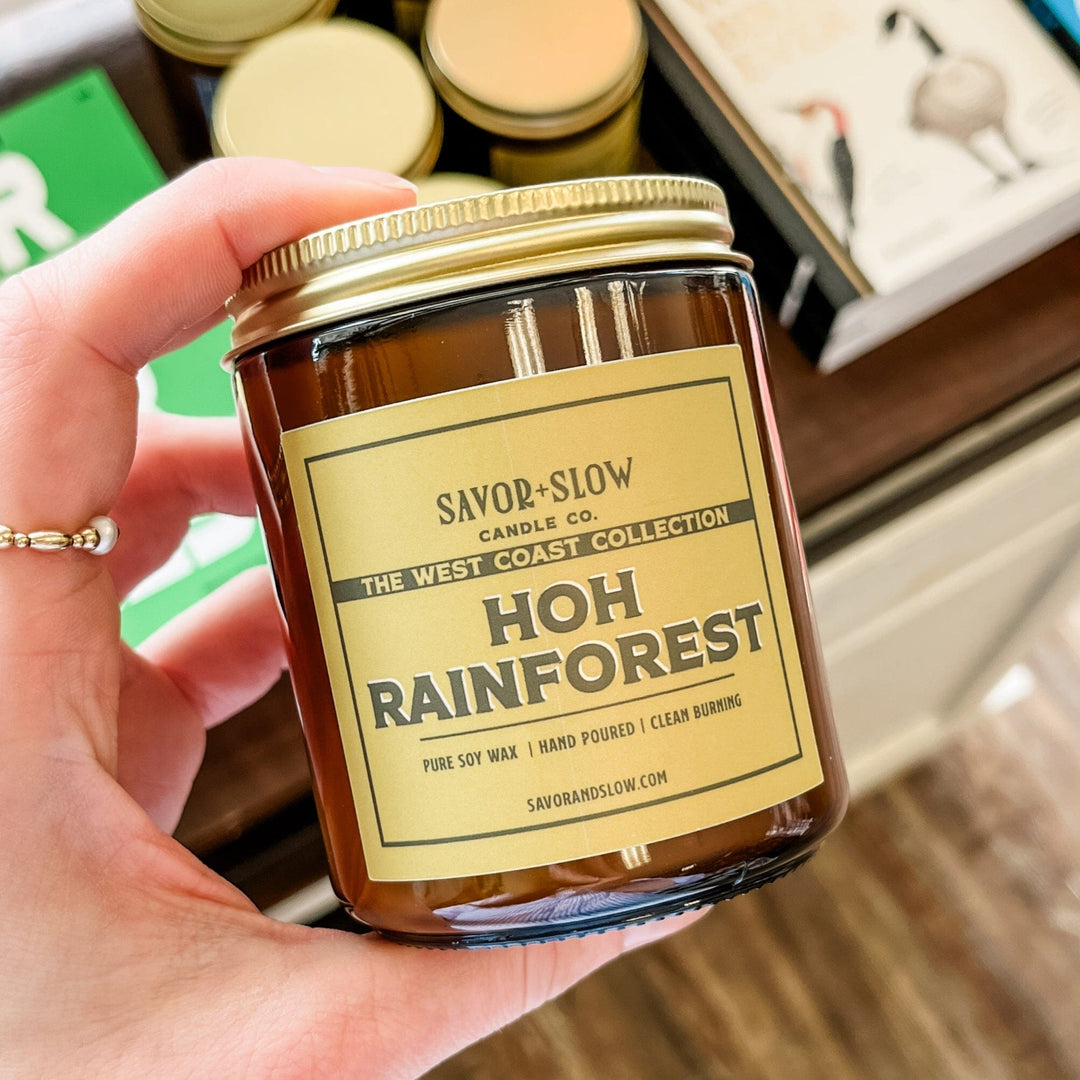 SAVOR+SLOW
CANDLE CO.
THE WEST COAST COLLECTION
HOH
RAINFOREST
PURE SOY WAX | HAND POURED | CLEAN BURNING
SAVORANDSLOW.COM